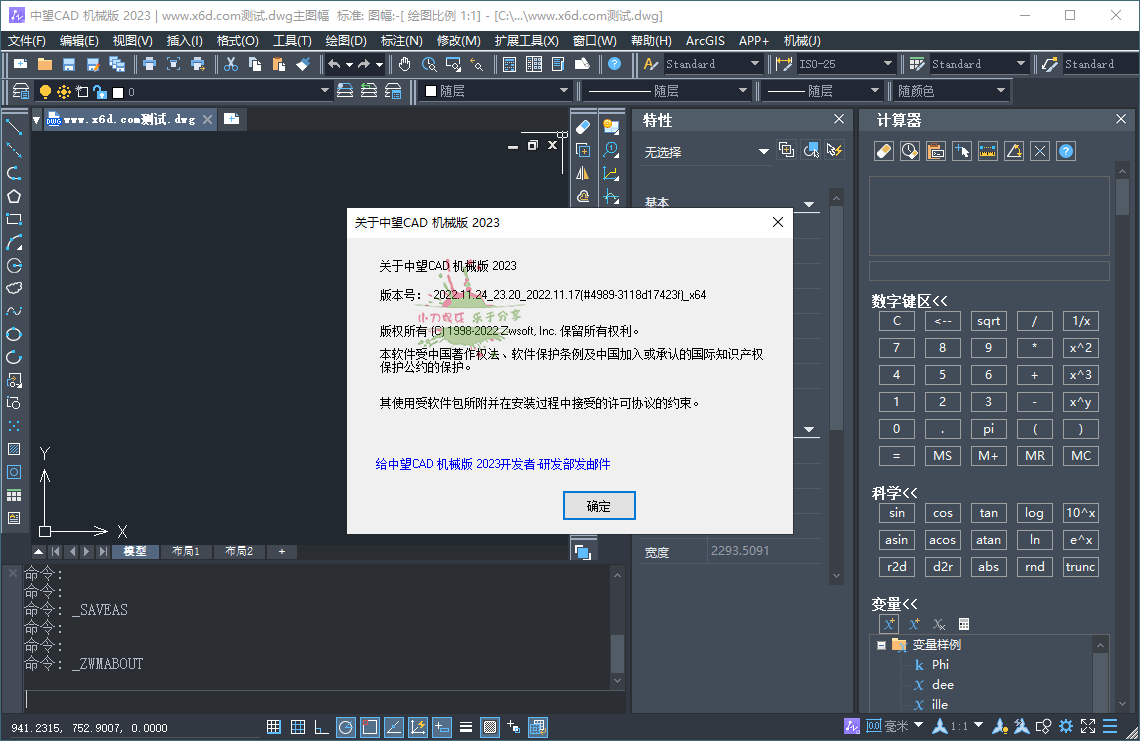 中望CAD 机械版 2023 | www.x6d.com测试.dwg主图幅 标准: 图幅:-[ 绘图比例 1:1] - [C:\...\www.x6d.com测试.dwg]
文件(F) 编辑(E) 视图(V) 插入(I) 格式(O) 工具(T) 绘图(D) 标注(N) 修改(M) 扩展工具(X) 窗口(W) 帮助(H) ArcGIS APP+ 机械(J)
Standard ISO-25 Standard Standard
0 随层 随层 随层 随颜色
www.x6d.com测试.dwg
特性
计算器
无选择
基本
关于中望CAD 机械版 2023
关于中望CAD 机械版 2023
版本号: 2022.11.24_23.20_2022.11.17(#4989-3118d17423f)_x64
小刀娱乐 乐于分享
版权所有 (C) 1998-2022 Zwsoft, Inc. 保留所有权利。
本软件受中国著作权法、软件保护条例及中国加入或承认的国际知识产权
保护公约的保护。
其使用受软件包所附并在安装过程中接受的许可协议的约束。
给中望CAD 机械版 2023开发者-研发部发邮件
确定
宽度 2293.5091
数字键区<<
C <-- sqrt / 1/x
7 8 9 * x^2
4 5 6 + x^3
1 2 3 - x^y
0 . pi ( )
= MS M+ MR MC
科学<<
sin cos tan log 10^x
asin acos atan ln e^x
r2d d2r abs rnd trunc
变量<<
变量样例
k Phi
X dee
X ille
Y
X
模型 布局1 布局2 +
命令:
命令:
命令: _SAVEAS
命令:
命令:
命令: _ZWMABOUT
941.2315, 752.9007, 0.0000
毫米 1:1